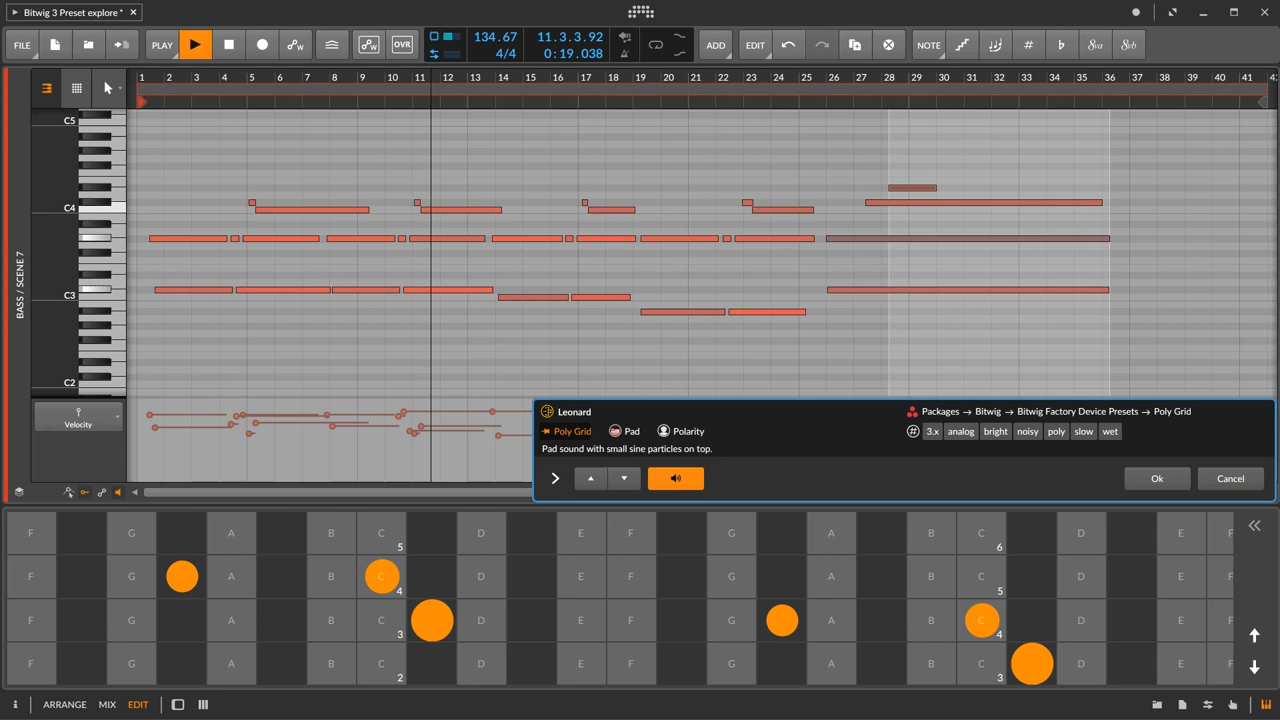 Bitwig 3 Preset explore*
FILE PLAY OVR 134.67 4/4 11.3.3.92 0:19.038 ADD EDIT NOTE # 8va 8vb
1 2 3 4 5 6 7 8 9 10 11 12 13 14 15 16 17 18 19 20 21 22 23 24 25 26 27 28 29 30 31 32 33 34 35 36 37 38 39 40 41 4
C5
C4
C3
C2
BASS / SCENE 7
Velocity
Leonard
Packages → Bitwig → Bitwig Factory Device Presets → Poly Grid
Poly Grid Pad Polarity
# 3.x analog bright noisy poly slow wet
Pad sound with small sine particles on top.
Ok Cancel
F G A B C 5 D E F G A B C 6 D E F
F G A B C 4 D E F G A B C 5 D E F
F G A B C 3 D E F G A B C 4 D E F
F G A B C 2 D E F G A B C 3 D E F
i ARRANGE MIX EDIT